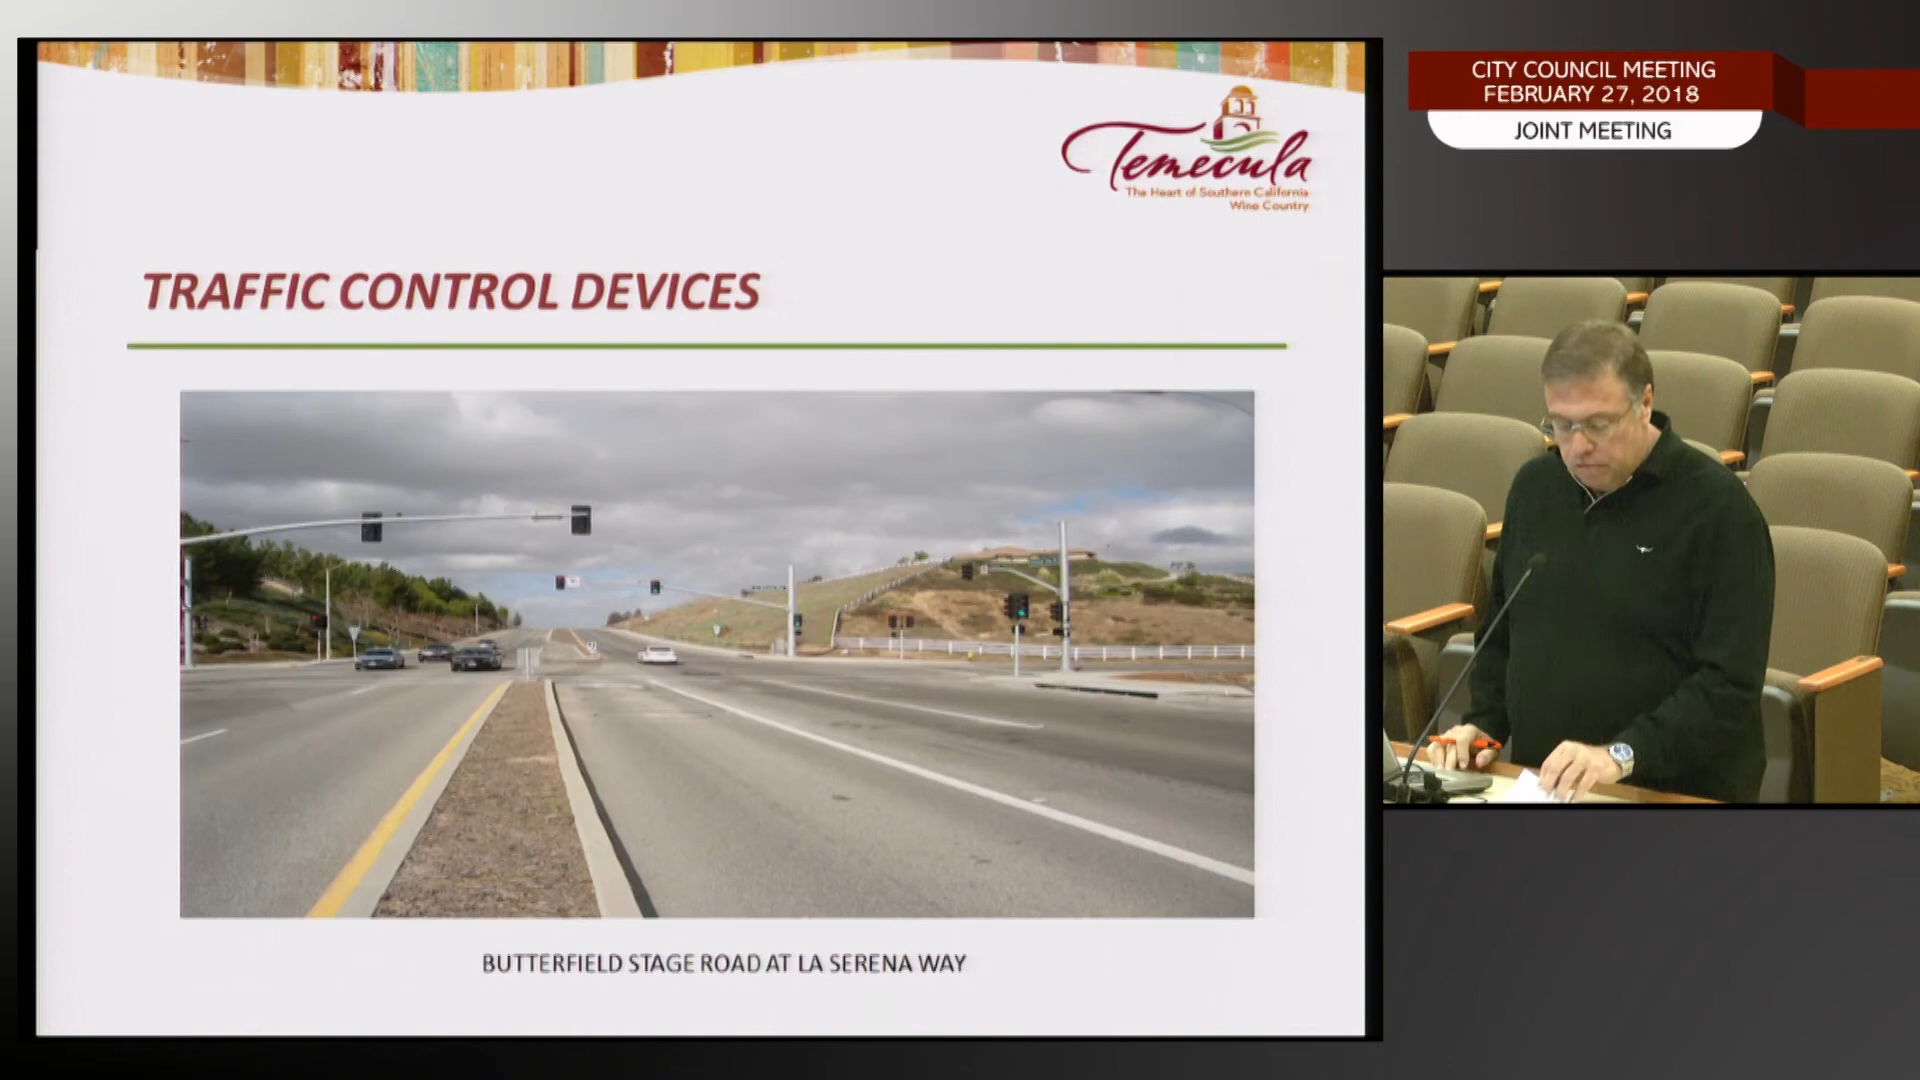 CITY COUNCIL MEETING
FEBRUARY 27, 2018
JOINT MEETING
Temecula
The Heart of Southern California
Wine Country
TRAFFIC CONTROL DEVICES
BUTTERFIELD STAGE ROAD AT LA SERENA WAY